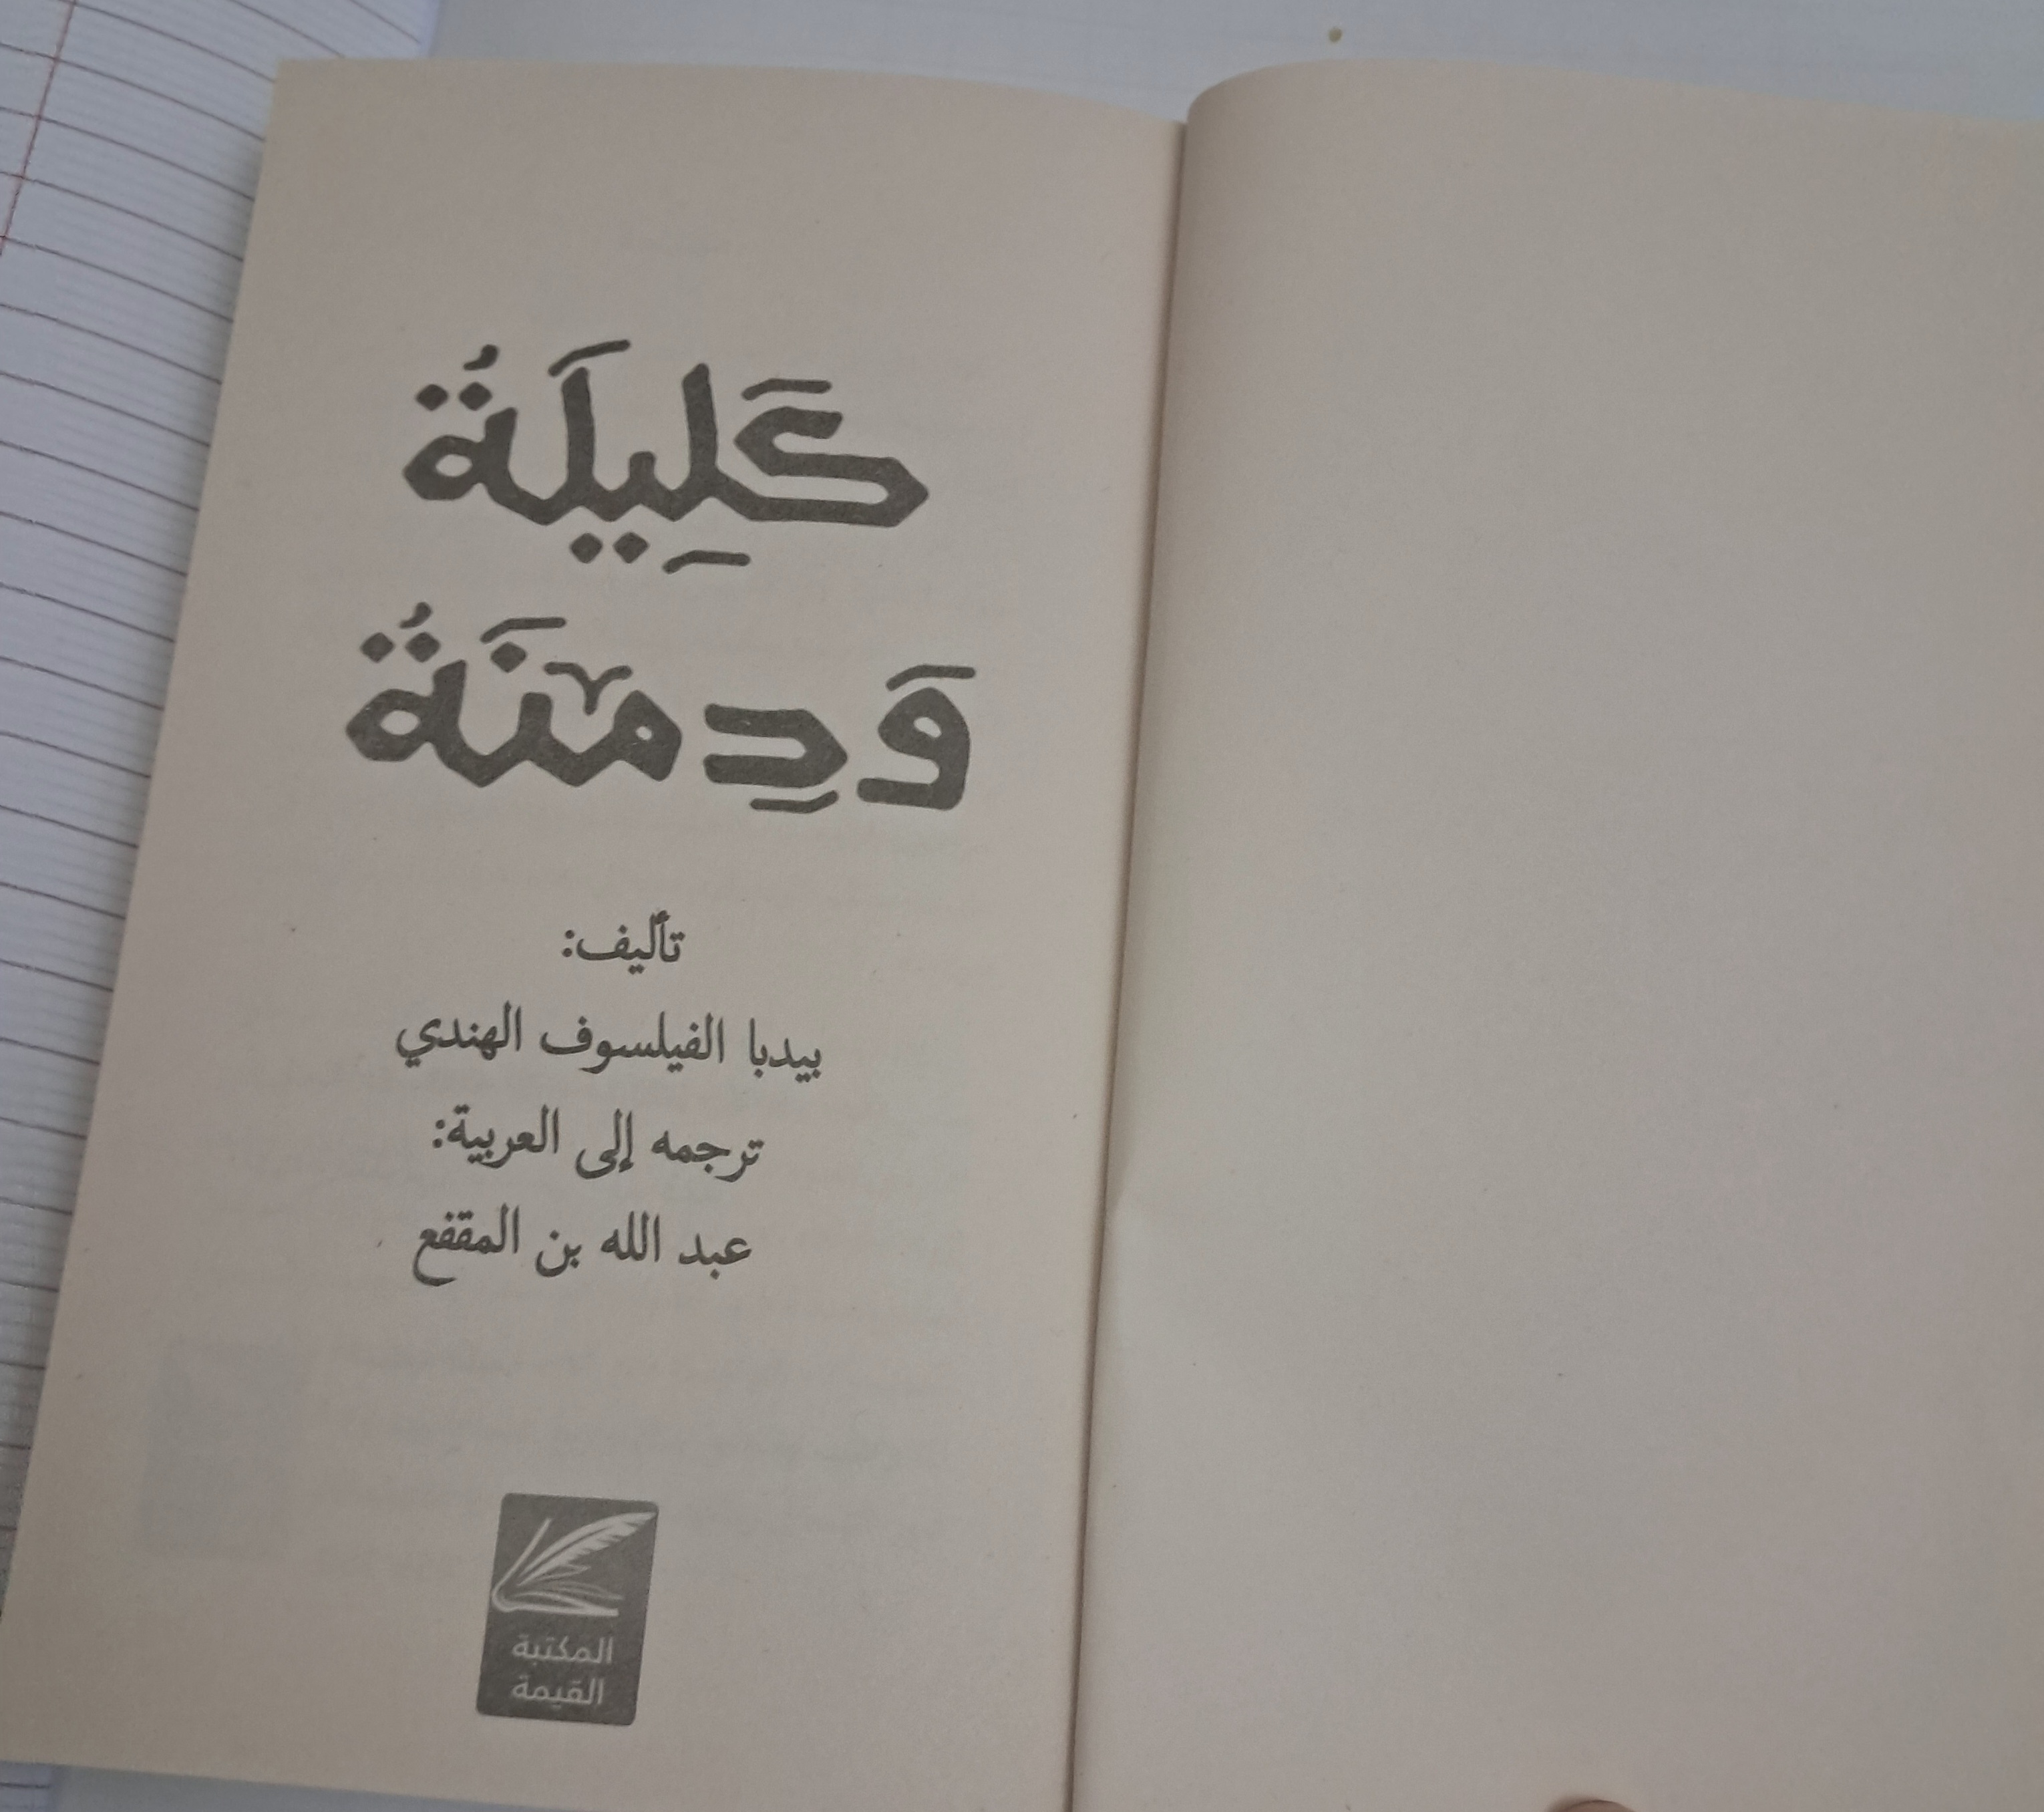 كَلِيلَةُ
وَدِمْنَةُ
تأليف:
بيدبا الفيلسوف الهندي
ترجمه إلى العربية:
عبد الله بن المقفع
المكتبة
القيمة